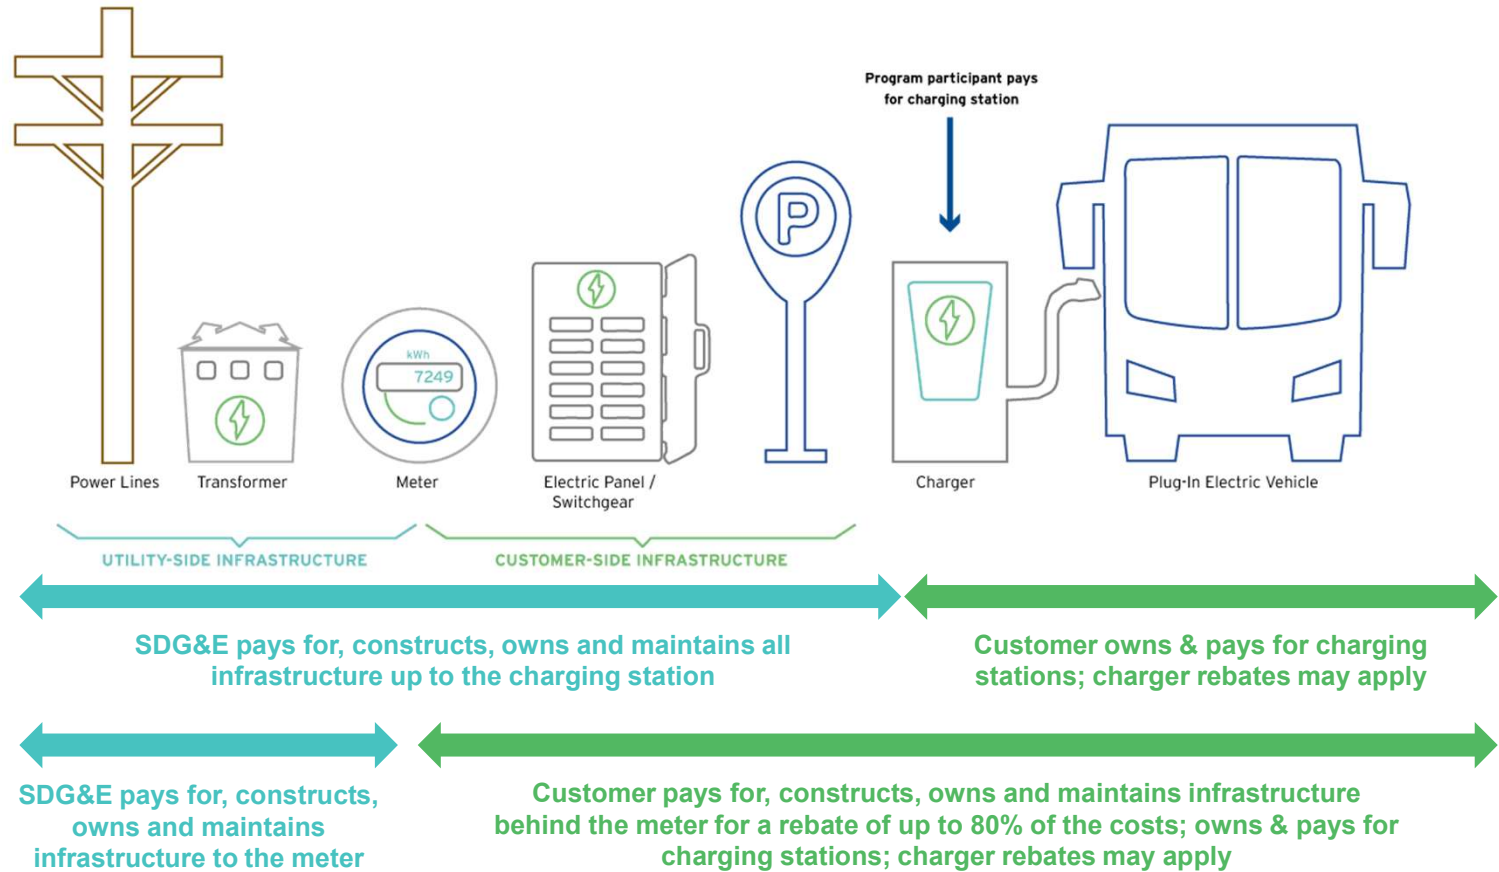 Program participant pays
for charging station
P
kWh
7249
Power Lines
Transformer
Meter
Electric Panel /
Switchgear
Charger
Plug-In Electric Vehicle
UTILITY-SIDE INFRASTRUCTURE
CUSTOMER-SIDE INFRASTRUCTURE
SDG&E pays for, constructs, owns and maintains all
infrastructure up to the charging station
Customer owns & pays for charging
stations; charger rebates may apply
SDG&E pays for, constructs,
owns and maintains
infrastructure to the meter
Customer pays for, constructs, owns and maintains infrastructure
behind the meter for a rebate of up to 80% of the costs; owns & pays for
charging stations; charger rebates may apply